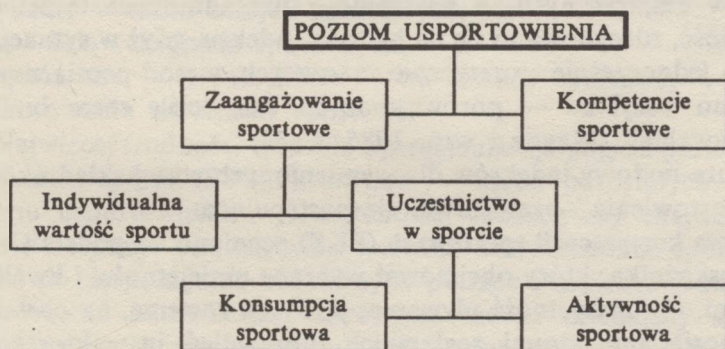 POZIOM USPORTOWIENIA
Zaangażowanie
sportowe
Kompetencje
sportowe
Indywidualna
wartość sportu
Uczestnictwo
w sporcie
Konsumpcja
sportowa
Aktywność
sportowa